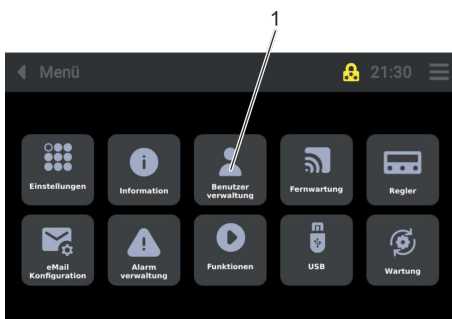 1
Menü
21:30
Einstellungen
Information
Benutzer
verwaltung
Fernwartung
Regler
eMail
Konfiguration
Alarm
verwaltung
Funktionen
USB
Wartung